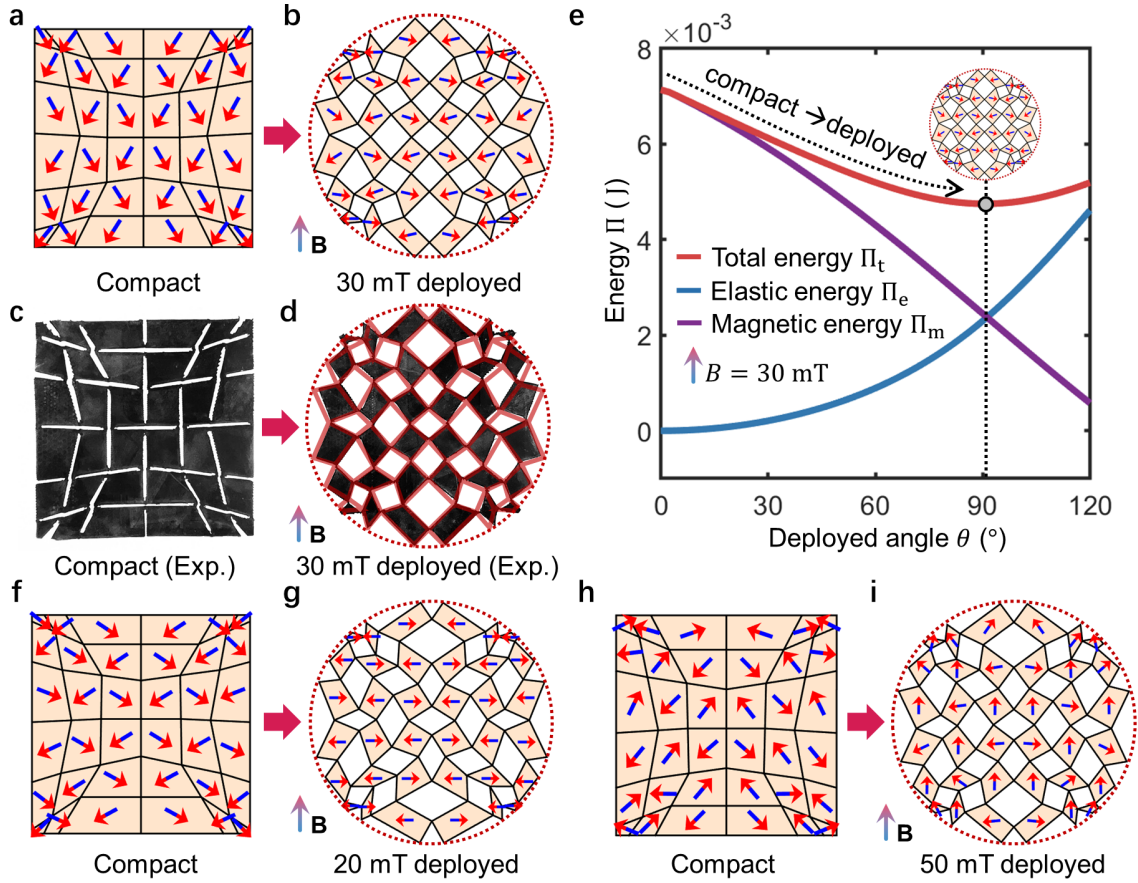 a
b
B
Compact
30 mT deployed
c
d
B
Compact (Exp.)
30 mT deployed (Exp.)
e
×10⁻³
8
6
4
2
0
Energy Π ( J )
compact →deployed
Total energy Πₜ
Elastic energy Πₑ
Magnetic energy Πₘ
B = 30 mT
0 30 60 90 120
Deployed angle θ (°)
f
g
B
Compact
20 mT deployed
h
i
B
Compact
50 mT deployed